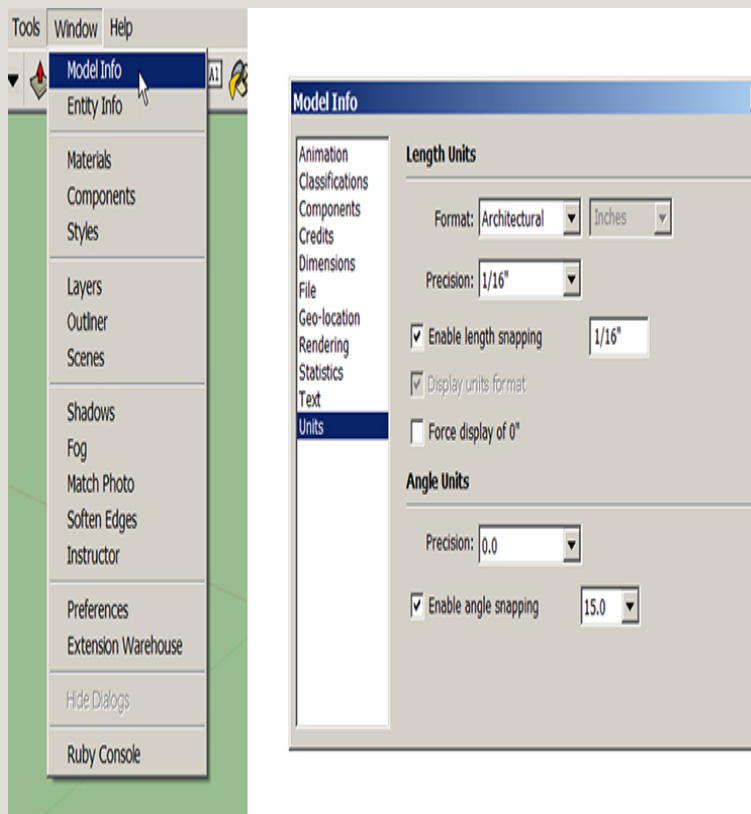 Tools Window Help
Model Info
A1
Entity Info
Materials
Components
Styles
Layers
Outliner
Scenes
Shadows
Fog
Match Photo
Soften Edges
Instructor
Preferences
Extension Warehouse
Hide Dialogs
Ruby Console
Model Info
Animation
Classifications
Components
Credits
Dimensions
File
Geo-location
Rendering
Statistics
Text
Units
Length Units
Format: Architectural Inches
Precision: 1/16"
Enable length snapping 1/16"
Display units format
Force display of 0"
Angle Units
Precision: 0.0
Enable angle snapping 15.0